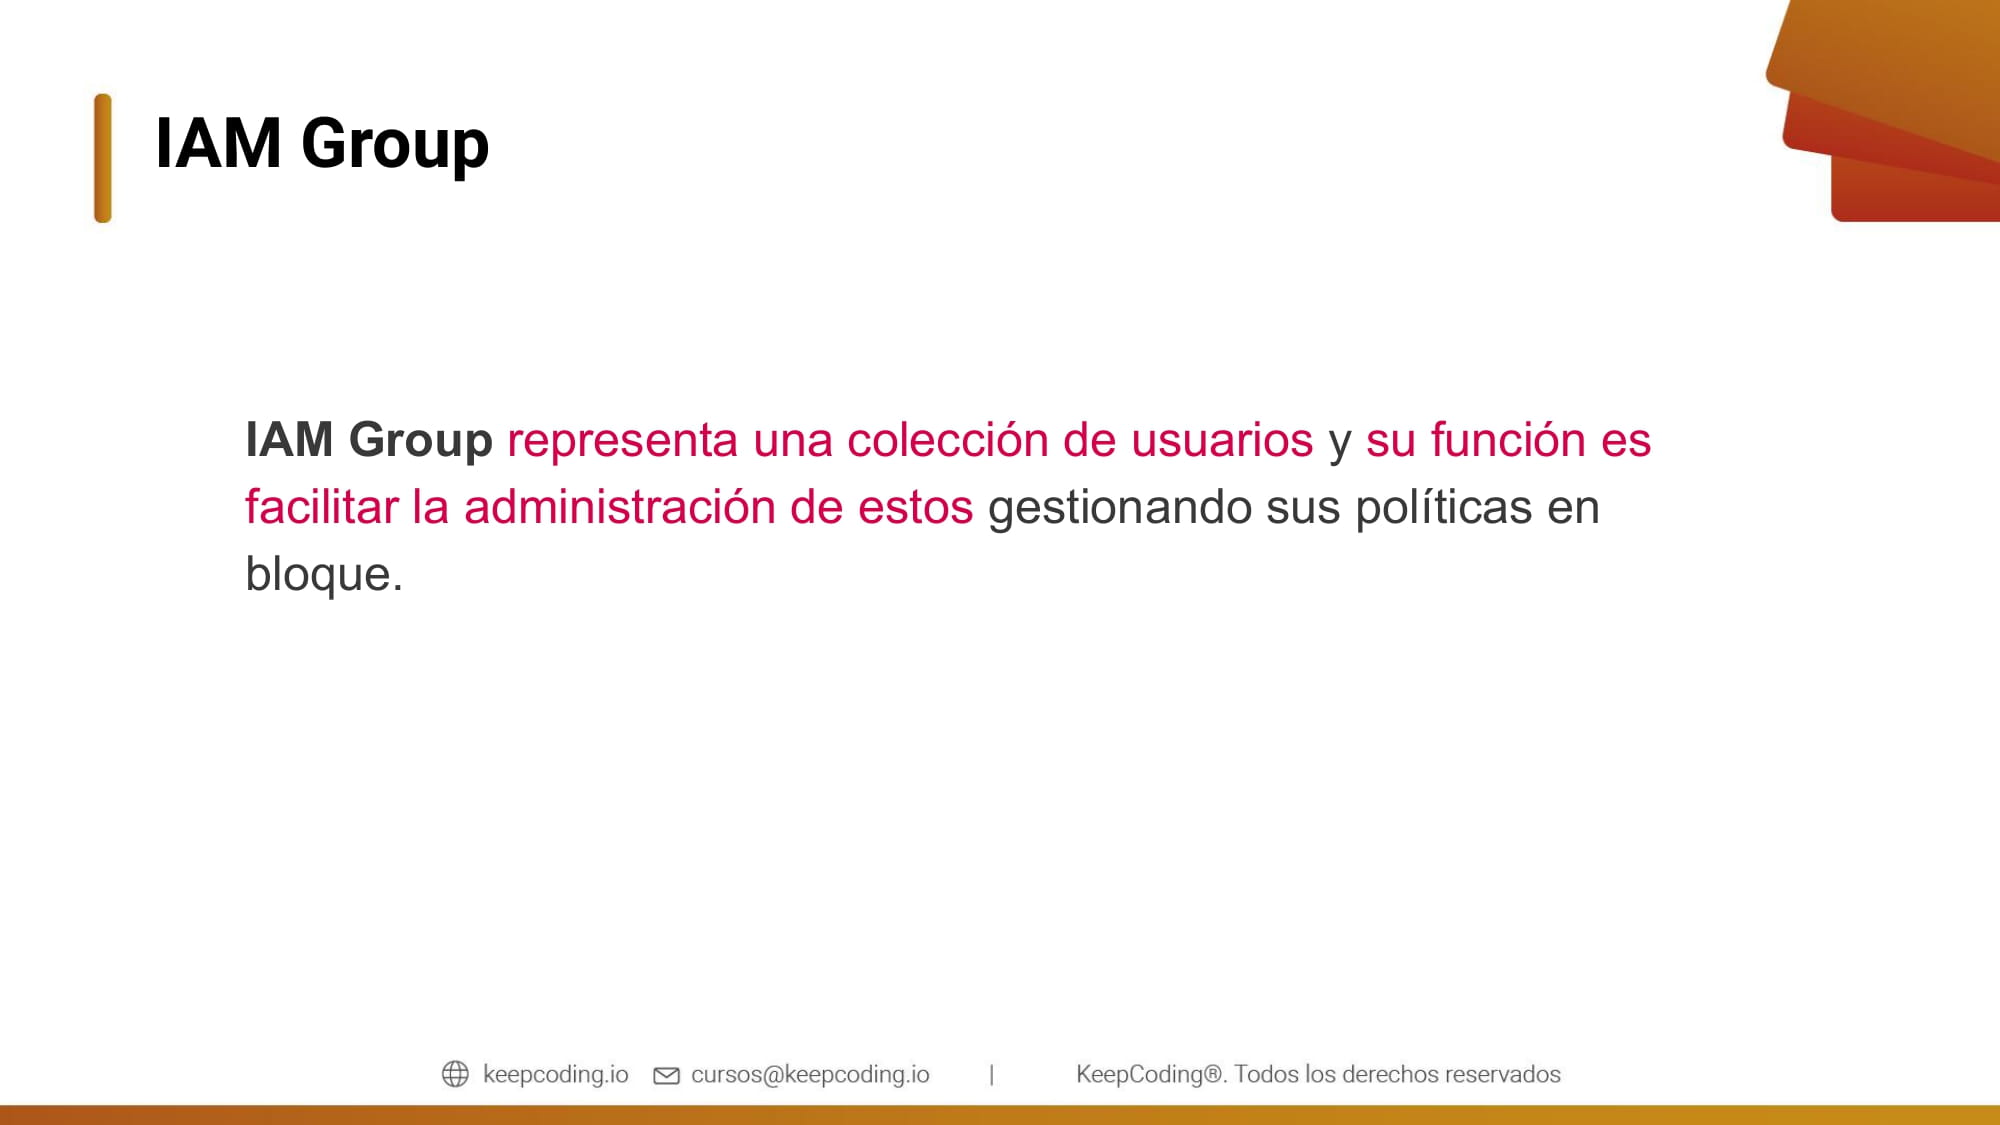 IAM Group
IAM Group representa una colección de usuarios y su función es
facilitar la administración de estos gestionando sus políticas en
bloque.
keepcoding.io cursos@keepcoding.io | KeepCoding®. Todos los derechos reservados